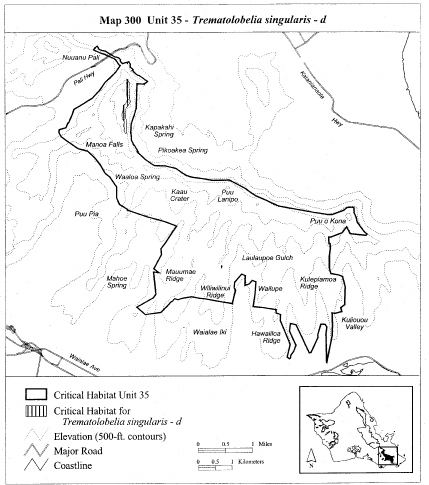 Map 300 Unit 35 - Trematolobelia singularis - d
Nuuanu Pali
Pali Hwy
Kalanianaole
Hwy
Kapakahi
Spring
Manoa Falls
Pikoakea Spring
Waaloa Spring
Kaau
Crater
Puu
Lanipo
Puu Pia
Puu o Kona
Laulaupoe Gulch
Mauumae
Ridge
Mahoe
Spring
Wiliwilinui
Ridge
Wailupe
Kulepiamoa
Ridge
Kuliouou
Valley
Waialae Iki
Hawailoa
Ridge
Waialae Ave
Critical Habitat Unit 35
Critical Habitat for
Trematolobelia singularis - d
Elevation (500-ft. contours)
Major Road
Coastline
0 0.5 1 Miles
0 0.5 1 Kilometers
N